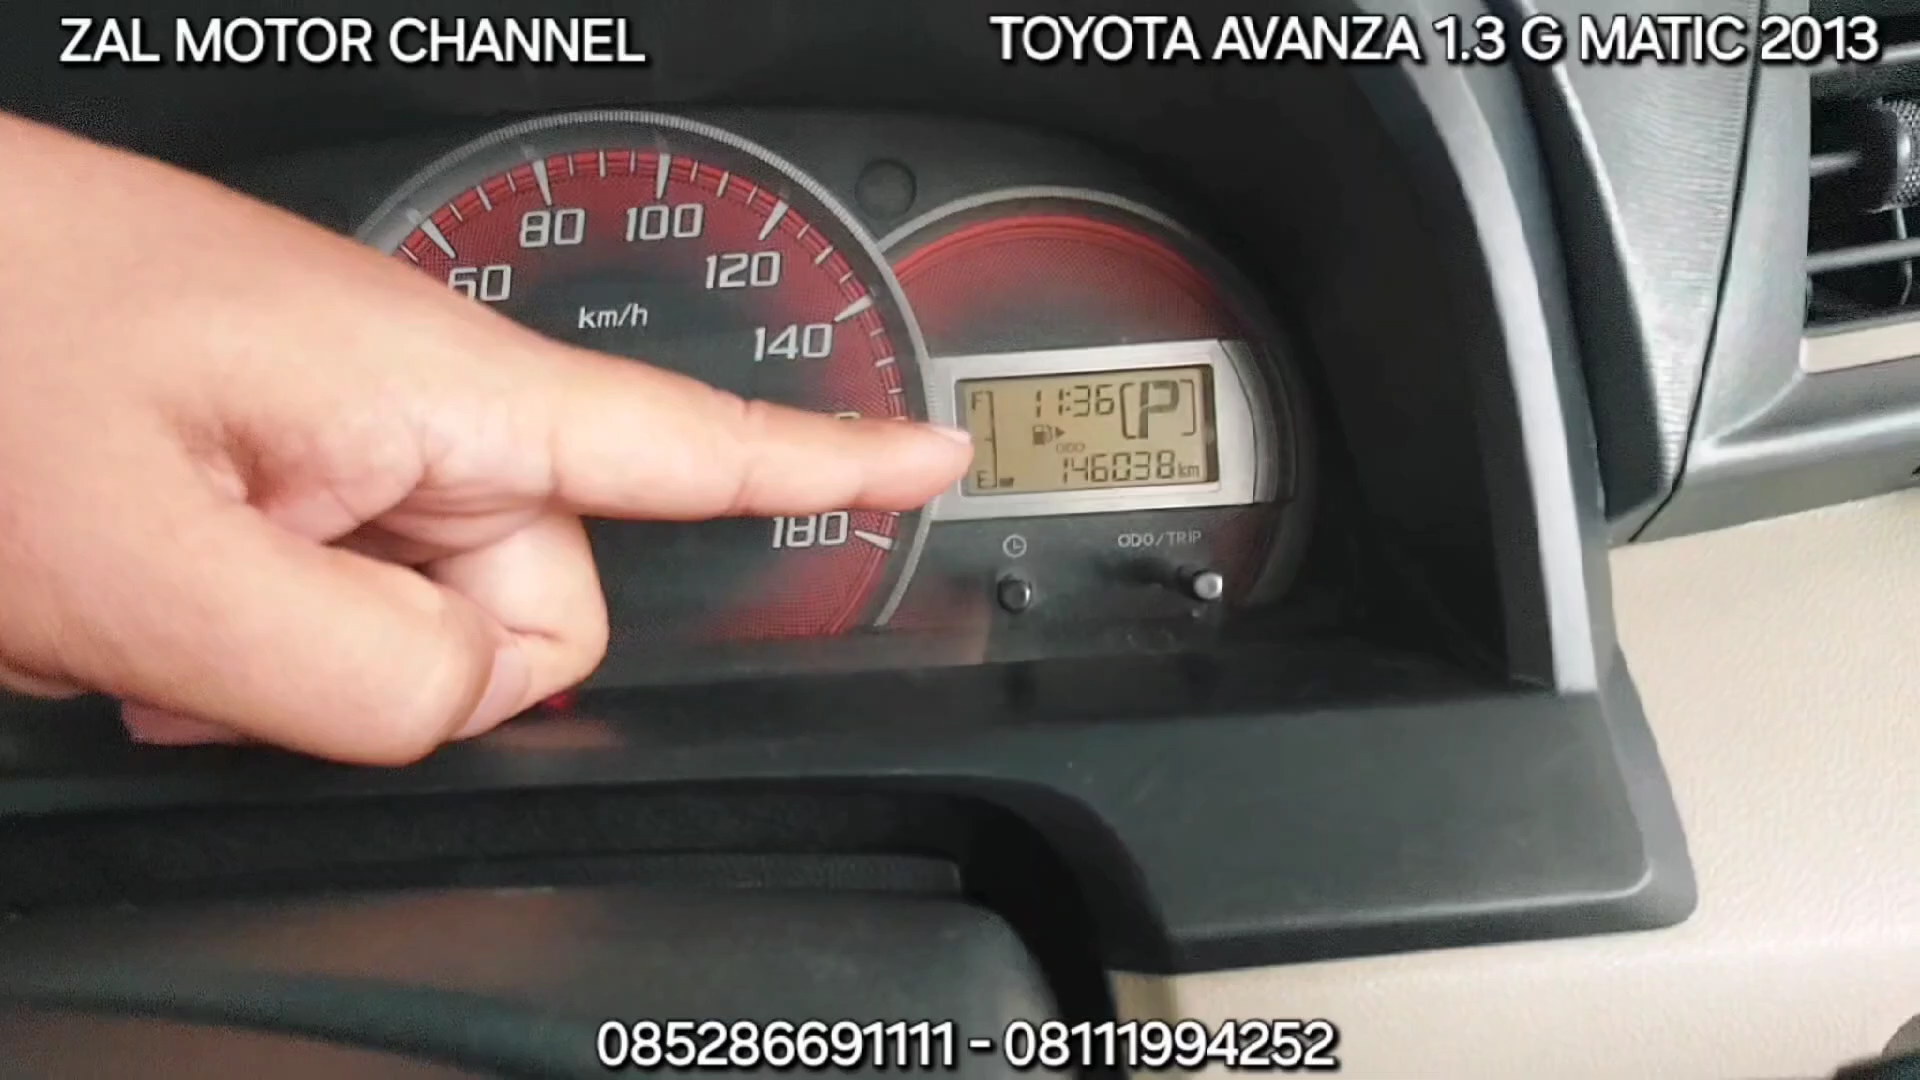 ZAL MOTOR CHANNEL
TOYOTA AVANZA 1.3 G MATIC 2013
80
100
60
120
km/h
140
180
F
11:36 [P]
ODO
E
146038 km
ODO/TRIP
085286691111 - 08111994252